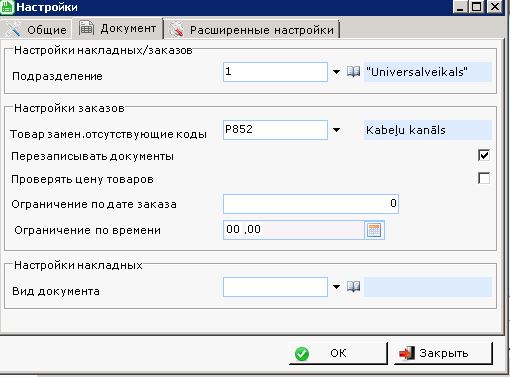 Настройки
Общие Документ Расширенные настройки
Настройки накладных/заказов
Подразделение 1 "Universalveikals"
Настройки заказов
Товар замен.отсутствующие коды P852 Kabeļu kanāls
Перезаписывать документы
Проверять цену товаров
Ограничение по дате заказа 0
Ограничение по времени 00 ,00
Настройки накладных
Вид документа
OK Закрыть